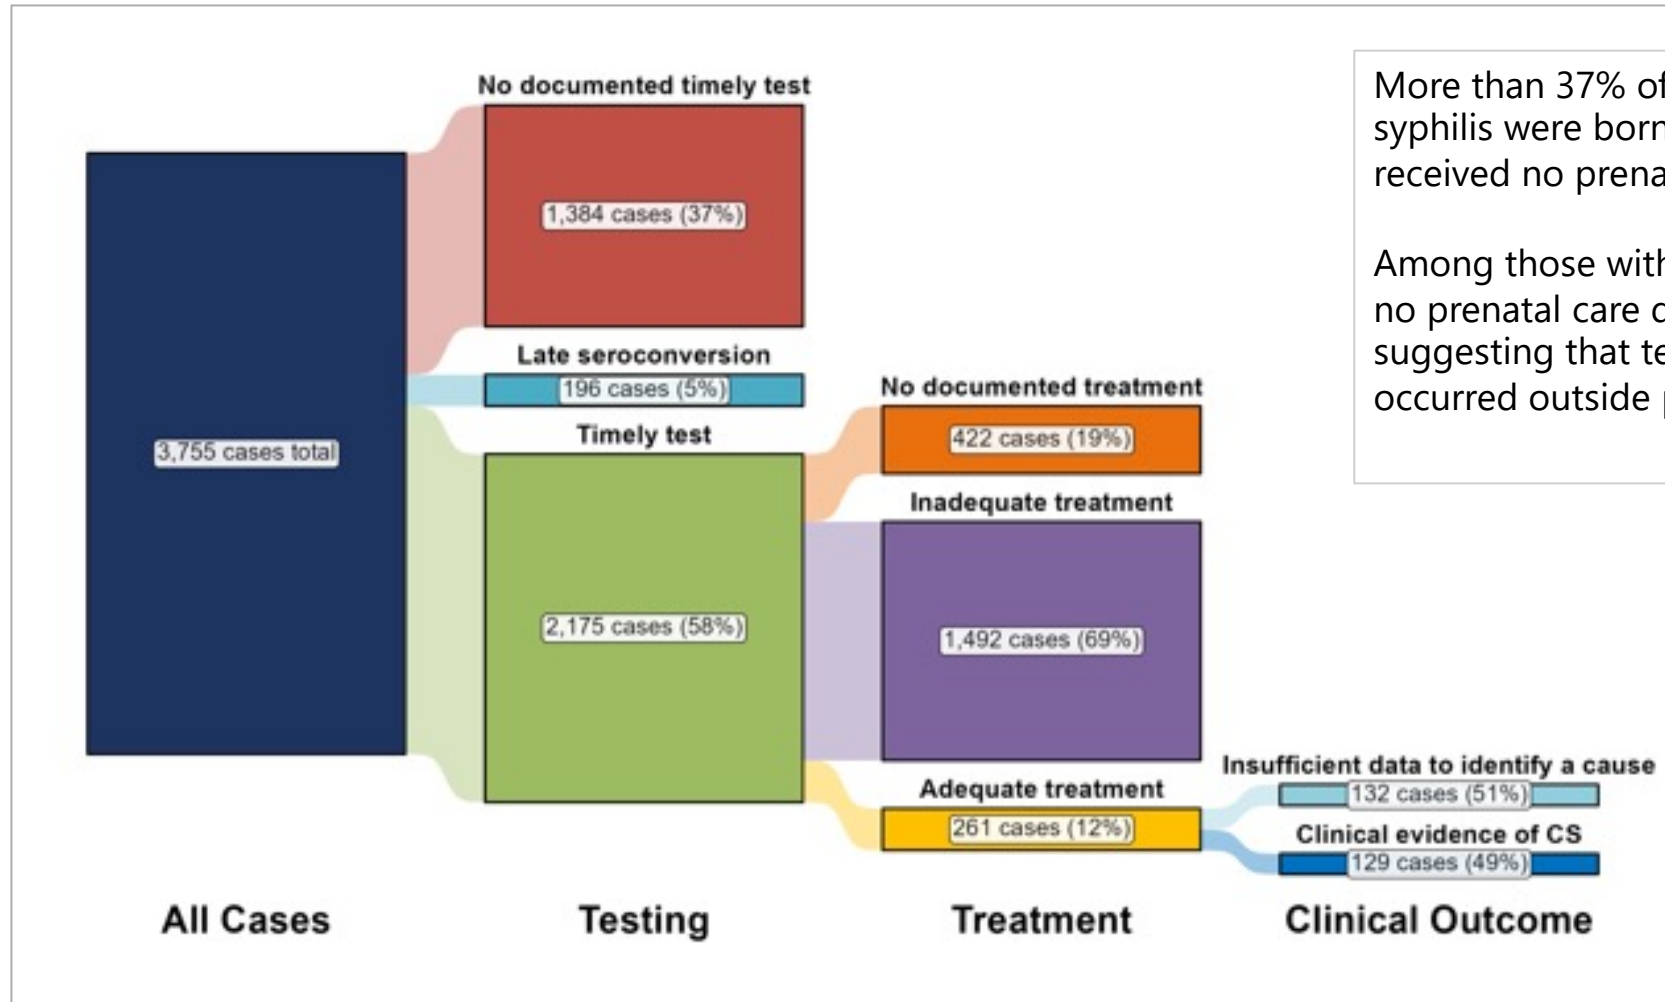 No documented timely test
1,384 cases (37%)
Late seroconversion
196 cases (5%)
Timely test
3,755 cases total
2,175 cases (58%)
No documented treatment
422 cases (19%)
Inadequate treatment
1,492 cases (69%)
Adequate treatment
261 cases (12%)
Insufficient data to identify a cause
132 cases (51%)
Clinical evidence of CS
129 cases (49%)
All Cases
Testing
Treatment
Clinical Outcome
More than 37% of
syphilis were born
received no
Among those
no prenatal care
suggesting that
occurred outside